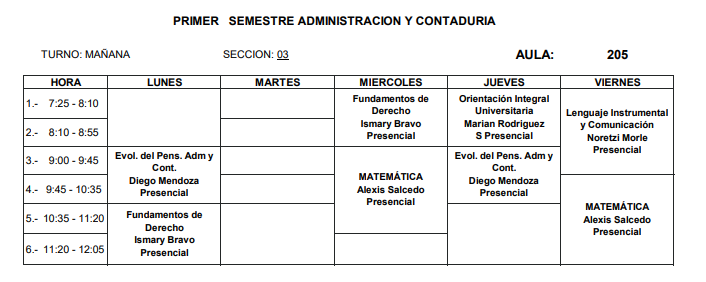 PRIMER SEMESTRE ADMINISTRACION Y CONTADURIA
TURNO: MAÑANA SECCION: 03 AULA: 205
HORA LUNES MARTES MIERCOLES JUEVES VIERNES
1.- 7:25 - 8:10
2.- 8:10 - 8:55
3.- 9:00 - 9:45
4.- 9:45 - 10:35
5.- 10:35 - 11:20
6.- 11:20 - 12:05
Evol. del Pens. Adm y
Cont.
Diego Mendoza
Presencial
Fundamentos de
Derecho
Ismary Bravo
Presencial
Fundamentos de
Derecho
Ismary Bravo
Presencial
MATEMÁTICA
Alexis Salcedo
Presencial
Orientación Integral
Universitaria
Marian Rodriguez
S Presencial
Evol. del Pens. Adm y
Cont.
Diego Mendoza
Presencial
Lenguaje Instrumental
y Comunicación
Noretzi Morle
Presencial
MATEMÁTICA
Alexis Salcedo
Presencial